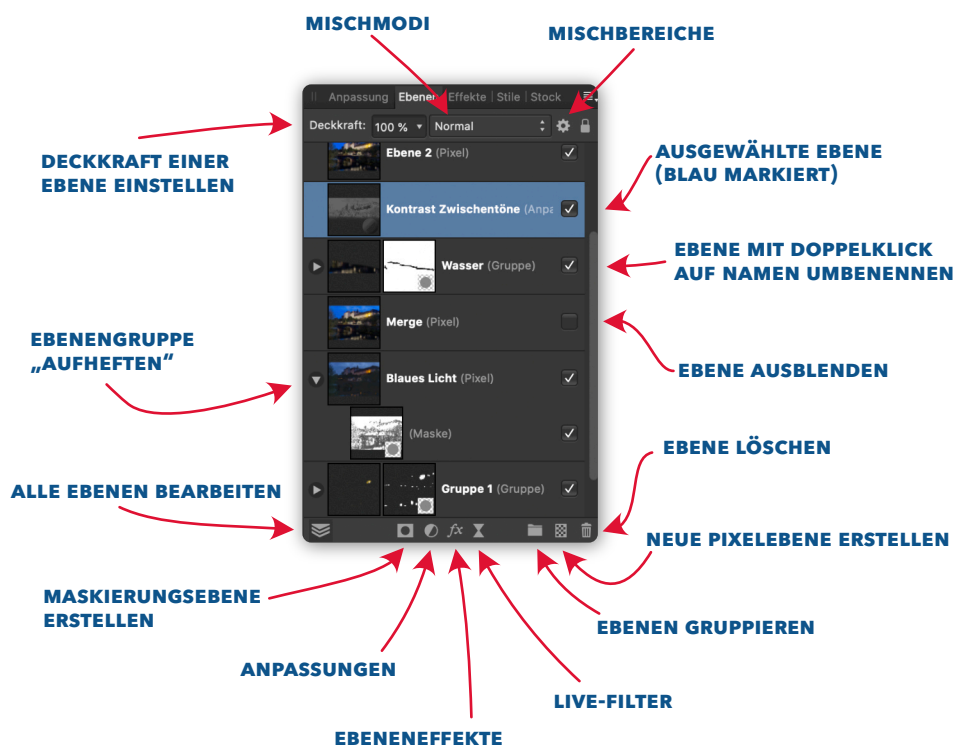 MISCHMODI
MISCHBEREICHE
Anpassung Ebenen Effekte Stile Stock
Deckkraft: 100 % Normal
Ebene 2 (Pixel)
DECKKRAFT EINER
EBENE EINSTELLEN
AUSGEWÄHLTE EBENE
(BLAU MARKIERT)
Kontrast Zwischentöne (Anpa
Wasser (Gruppe)
EBENE MIT DOPPELKLICK
AUF NAMEN UMBENENNEN
Merge (Pixel)
EBENENGRUPPE
„AUFHEFTEN“
Blaues Licht (Pixel)
EBENE AUSBLENDEN
(Maske)
EBENE LÖSCHEN
ALLE EBENEN BEARBEITEN
Gruppe 1 (Gruppe)
fx
NEUE PIXELEBENE ERSTELLEN
MASKIERUNGSEBENE
ERSTELLEN
EBENEN GRUPPIEREN
ANPASSUNGEN
LIVE-FILTER
EBENENEFFEKTE